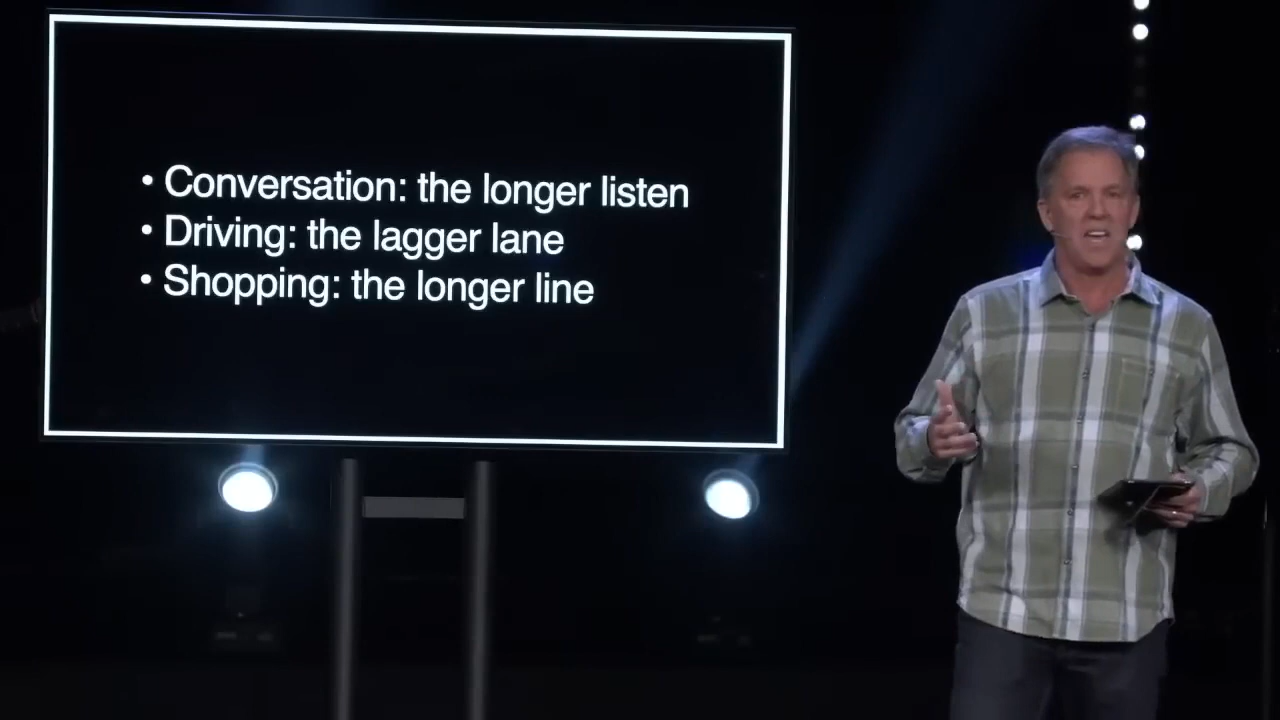 • Conversation: the longer listen
• Driving: the lagger lane
• Shopping: the longer line